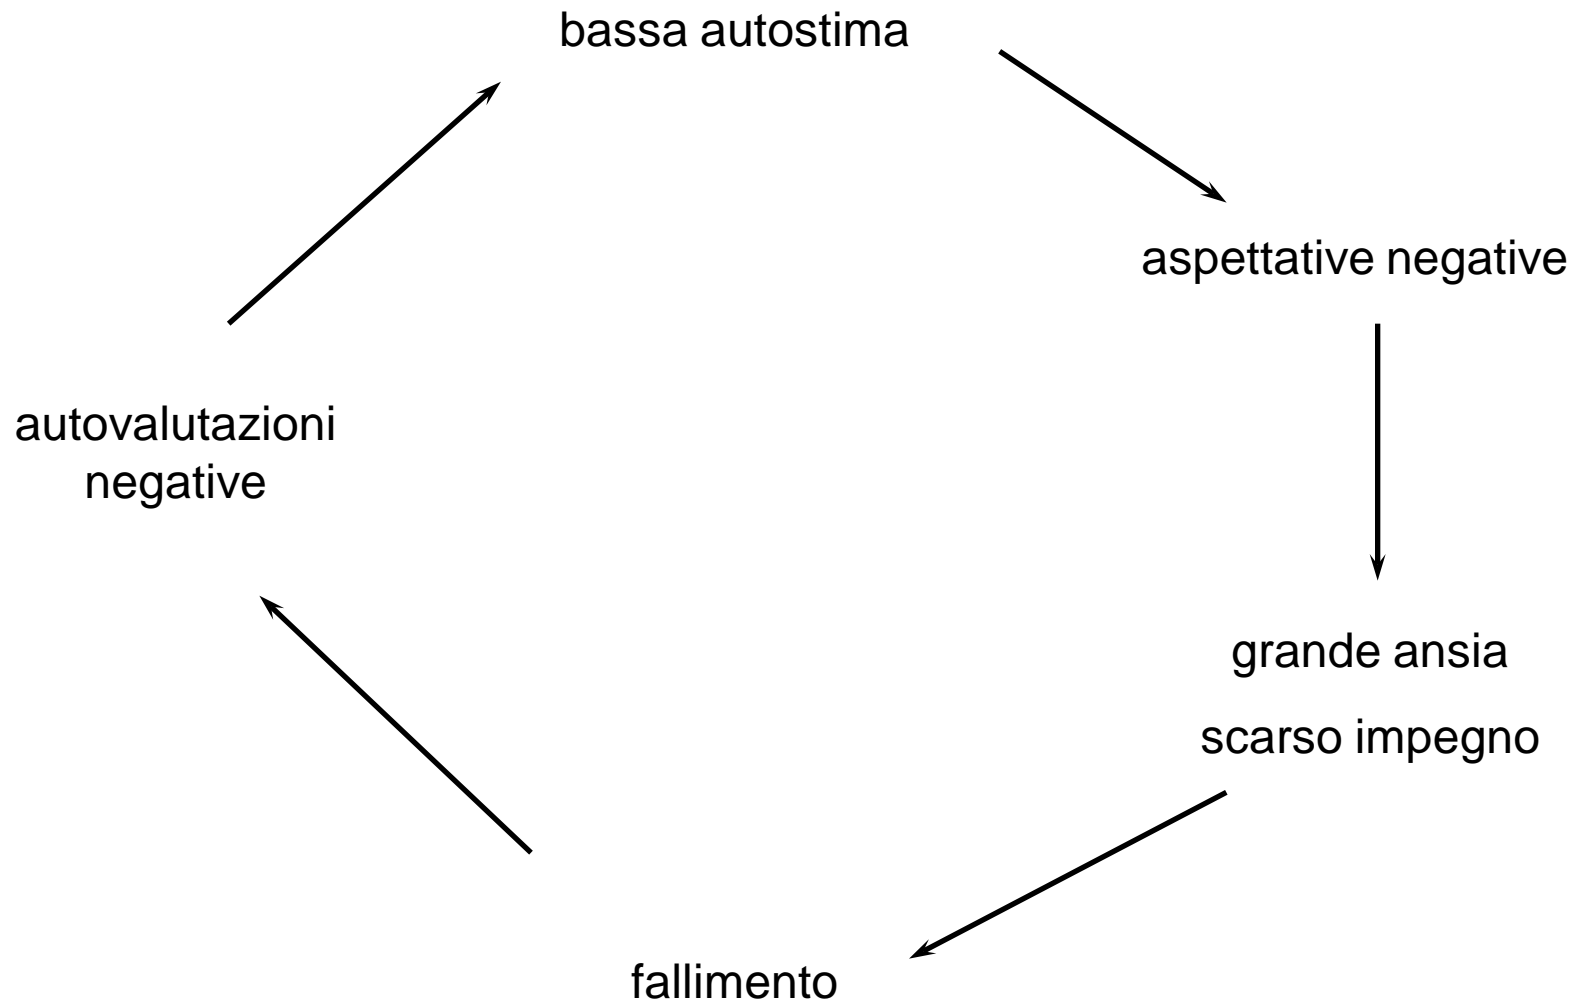 bassa autostima
aspettative negative
autovalutazioni
negative
grande ansia
scarso impegno
fallimento